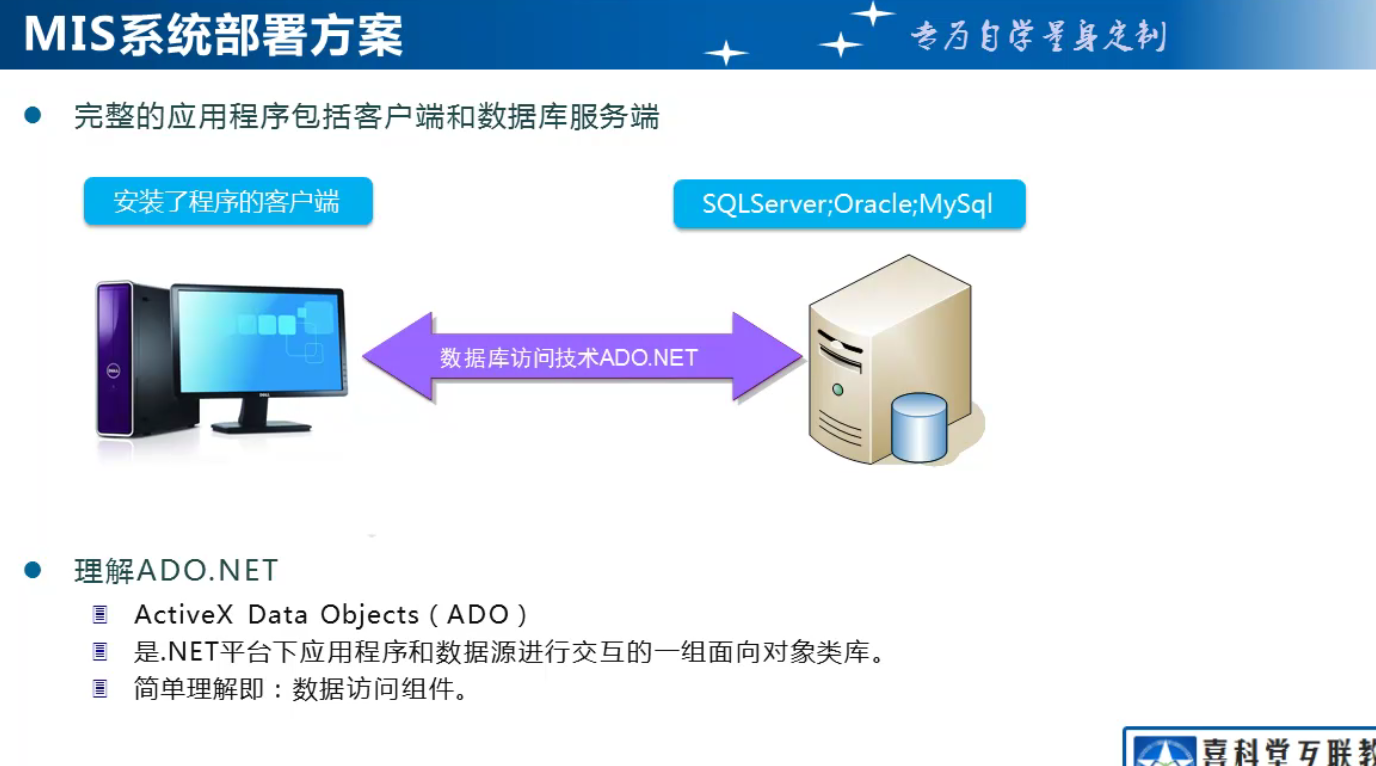 MIS系统部署方案
专为自学量身定制
完整的应用程序包括客户端和数据库服务端
安装了程序的客户端
SQLServer;Oracle;MySql
数据库访问技术ADO.NET
DELL
DELL
理解ADO.NET
ActiveX Data Objects（ADO）
是.NET平台下应用程序和数据源进行交互的一组面向对象类库。
简单理解即：数据访问组件。
喜科堂互联教